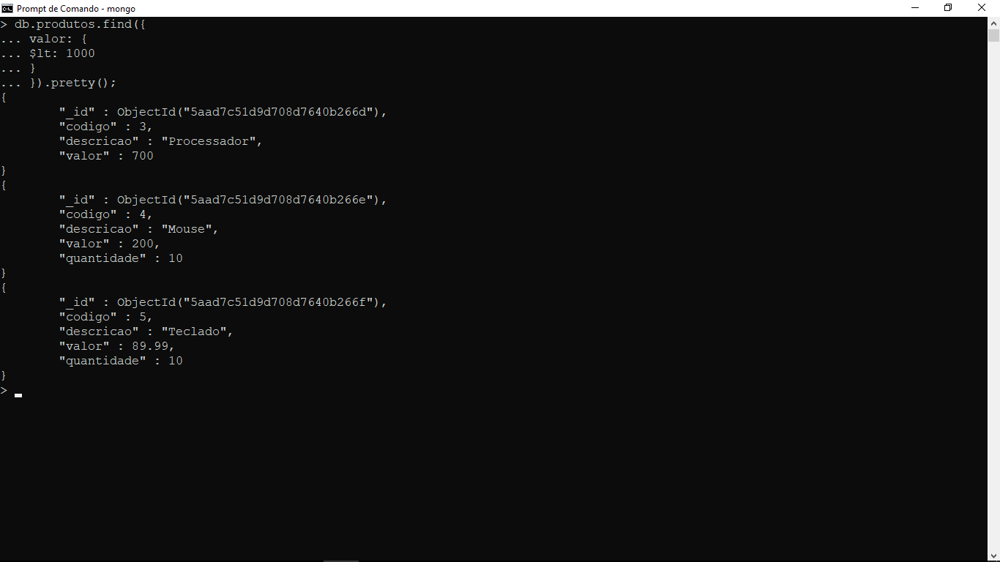 Prompt de Comando - mongo
> db.produtos.find({
... valor: {
... $lt: 1000
... }
... }).pretty();
{
        "_id" : ObjectId("5aad7c51d9d708d7640b266d"),
        "codigo" : 3,
        "descricao" : "Processador",
        "valor" : 700
}
{
        "_id" : ObjectId("5aad7c51d9d708d7640b266e"),
        "codigo" : 4,
        "descricao" : "Mouse",
        "valor" : 200,
        "quantidade" : 10
}
{
        "_id" : ObjectId("5aad7c51d9d708d7640b266f"),
        "codigo" : 5,
        "descricao" : "Teclado",
        "valor" : 89.99,
        "quantidade" : 10
}
>